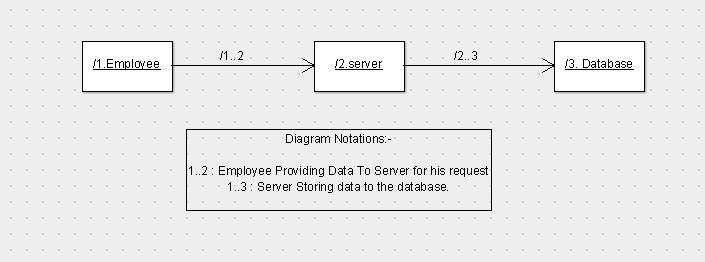 /1..2
/2..3
/1.Employee
/2.server
/3. Database
Diagram Notations:-
1..2 : Employee Providing Data To Server for his request
1..3 : Server Storing data to the database.